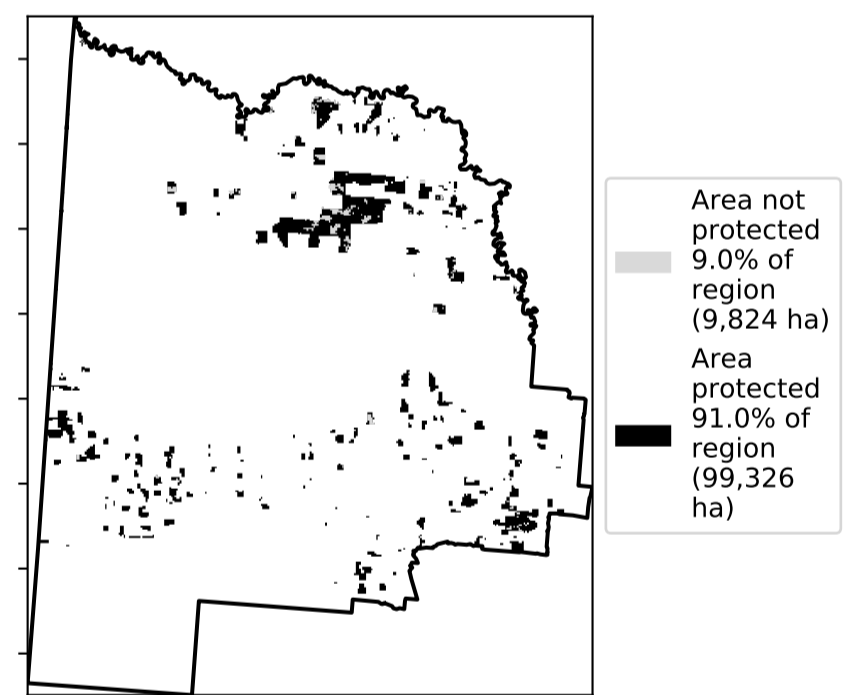 Area not
protected
9.0% of
region
(9,824 ha)
Area
protected
91.0% of
region
(99,326
ha)